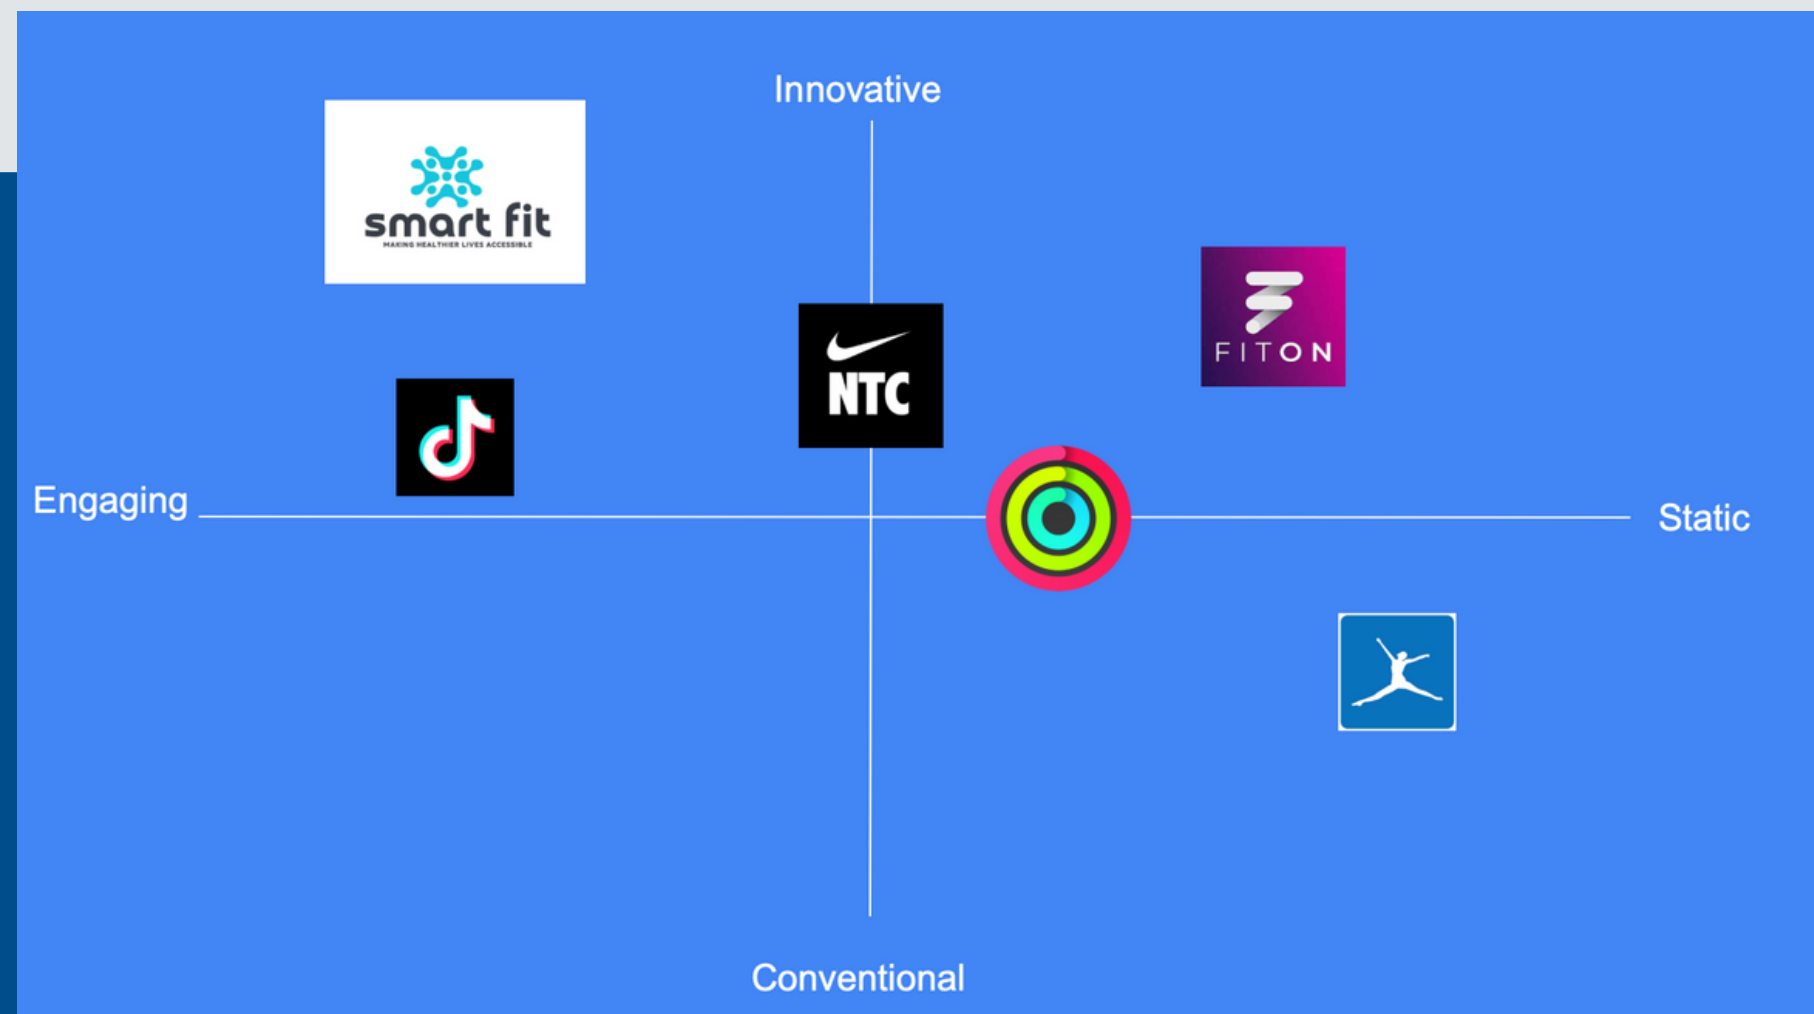 Innovative
smart fit
MAKING HEALTHIER LIVES ACCESSIBLE
FITON
NTC
Engaging
Static
Conventional